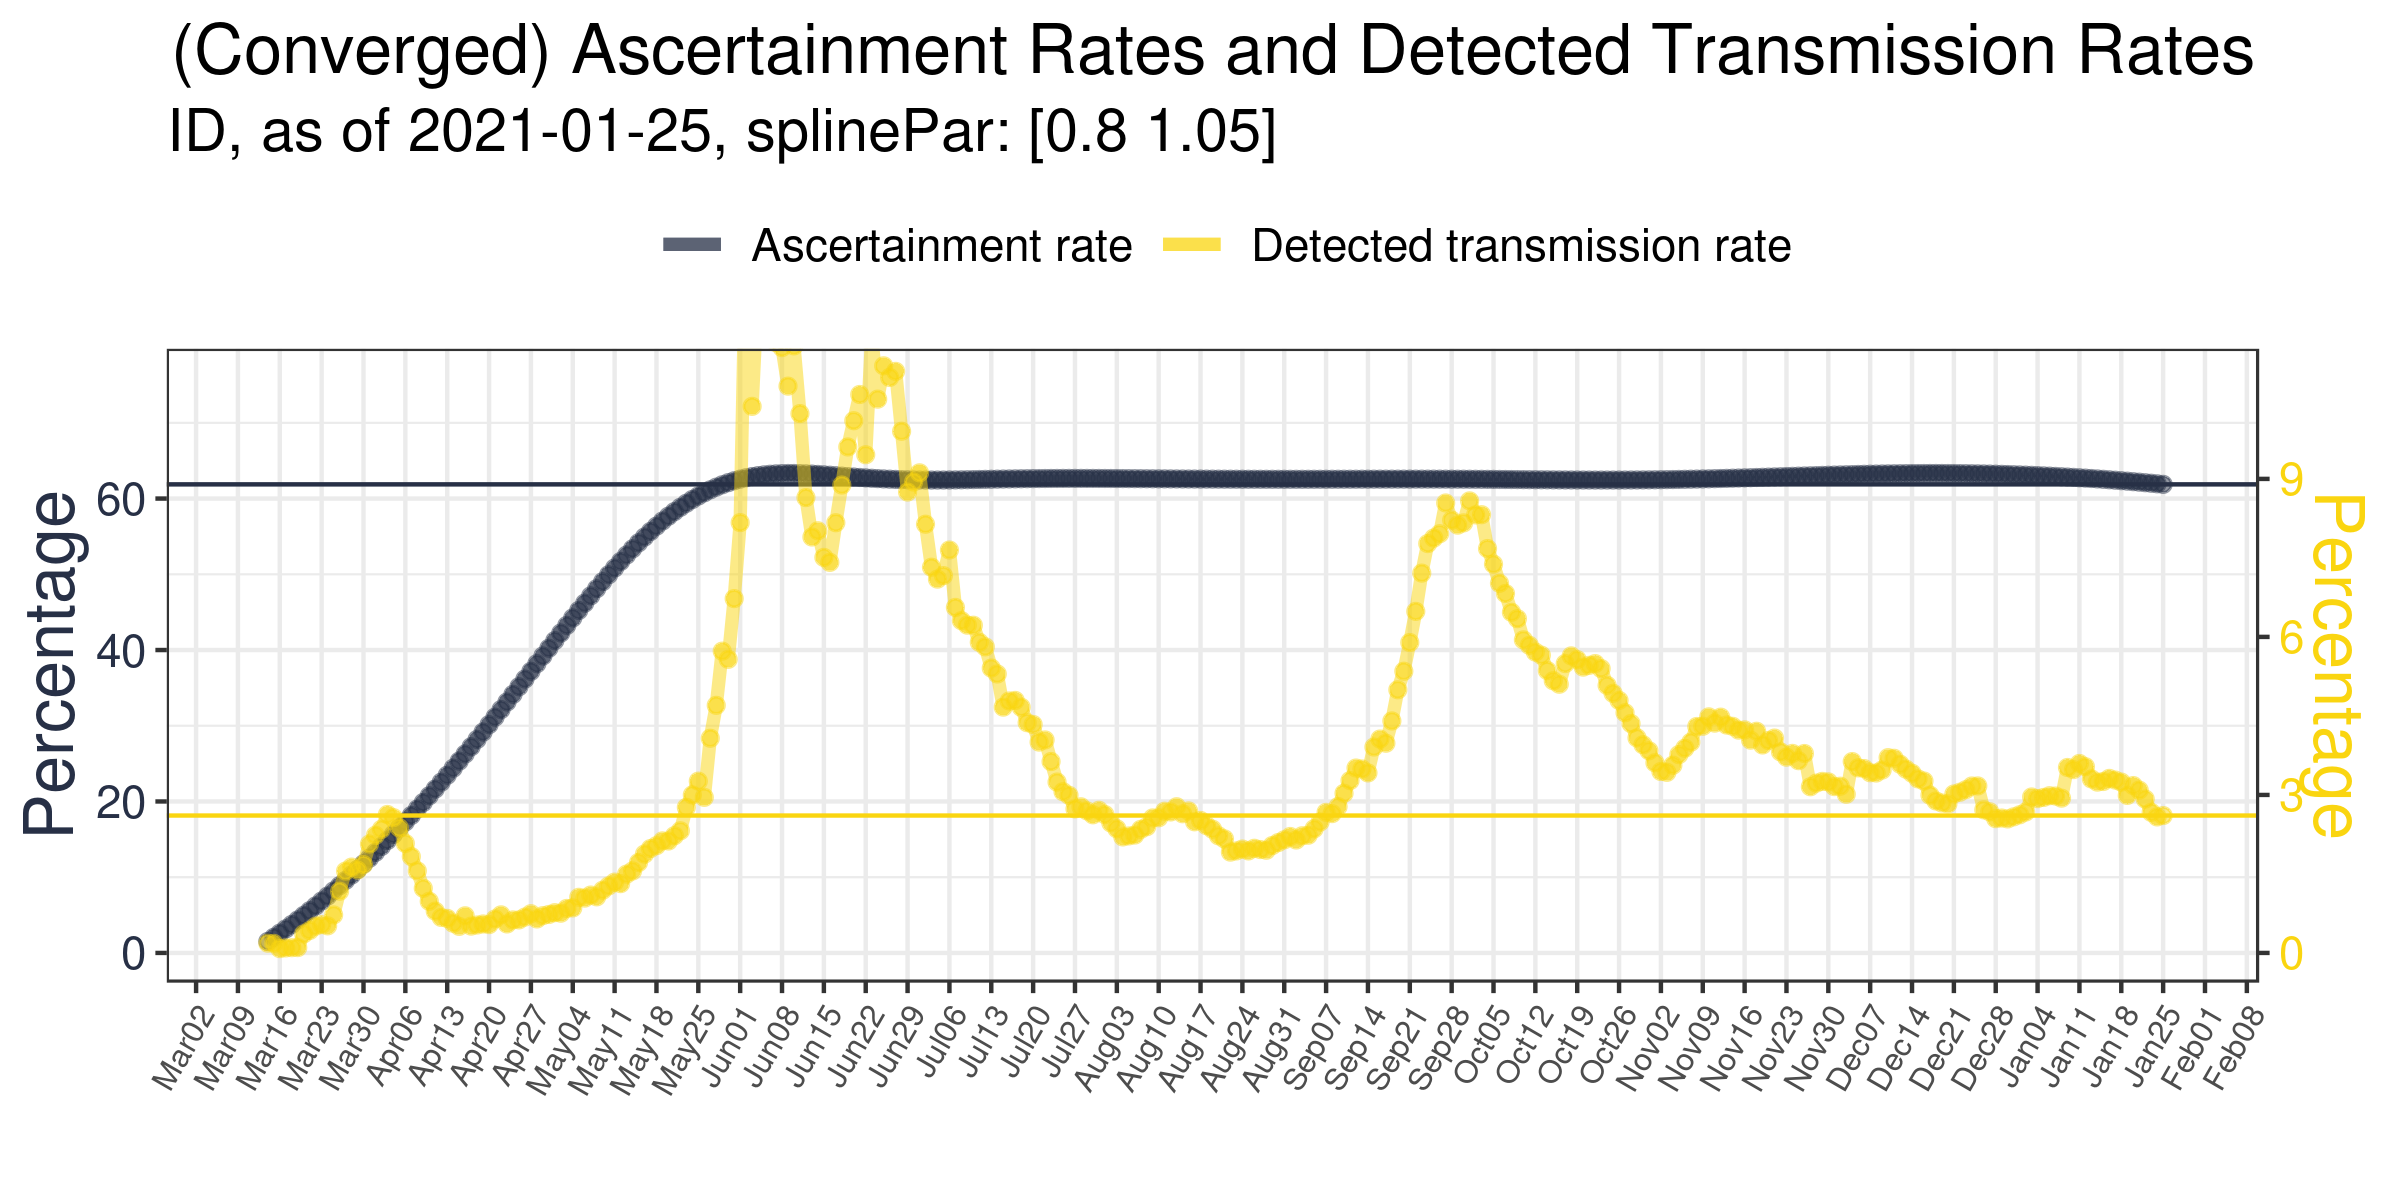 (Converged) Ascertainment Rates and Detected Transmission Rates
ID, as of 2021-01-25, splinePar: [0.8 1.05]
Ascertainment rate Detected transmission rate
Percentage
60
40
20
0
9
6
3
0
Percentage
Mar02 Mar09 Mar16 Mar23 Mar30 Apr06 Apr13 Apr20 Apr27 May04 May11 May18 May25 Jun01 Jun08 Jun15 Jun22 Jun29 Jul06 Jul13 Jul20 Jul27 Aug03 Aug10 Aug17 Aug24 Aug31 Sep07 Sep14 Sep21 Sep28 Oct05 Oct12 Oct19 Oct26 Nov02 Nov09 Nov16 Nov23 Nov30 Dec07 Dec14 Dec21 Dec28 Jan04 Jan11 Jan18 Jan25 Feb01 Feb08